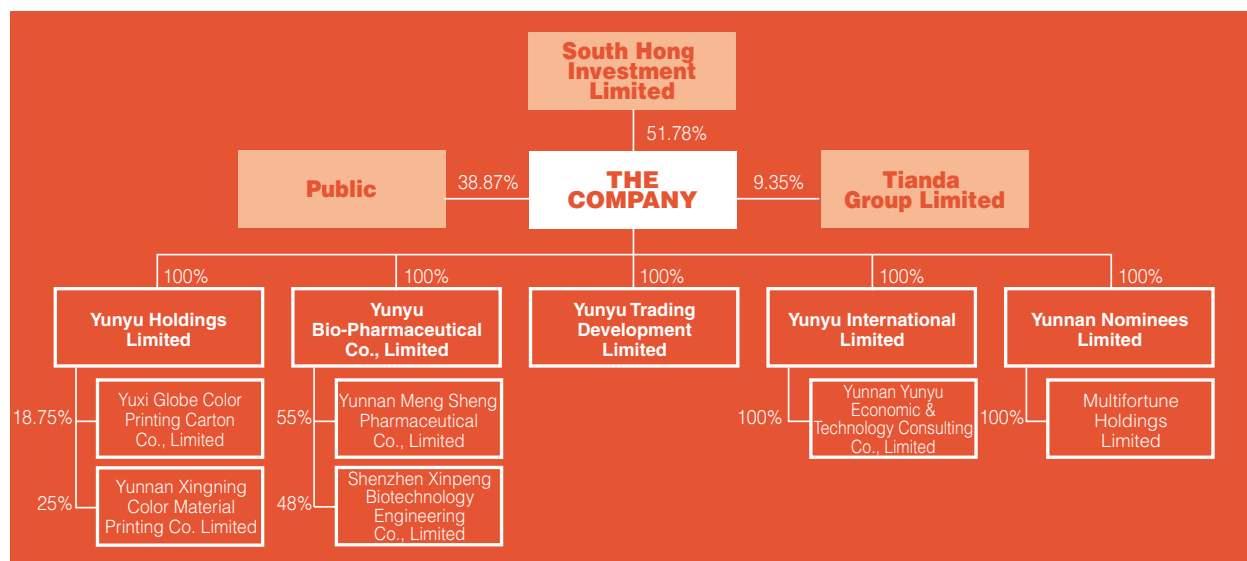 South Hong
Investment
Limited
51.78%
Public
38.87%
THE
COMPANY
9.35%
Tianda
Group Limited
100%
100%
100%
100%
100%
Yunyu Holdings
Limited
Yunyu
Bio-Pharmaceutical
Co., Limited
Yunyu Trading
Development
Limited
Yunyu International
Limited
Yunnan Nominees
Limited
18.75%
Yuxi Globe Color
Printing Carton
Co., Limited
55%
Yunnan Meng Sheng
Pharmaceutical
Co., Limited
100%
Yunnan Yunyu
Economic &
Technology Consulting
Co., Limited
100%
Multifortune
Holdings
Limited
25%
Yunnan Xingning
Color Material
Printing Co. Limited
48%
Shenzhen Xinpeng
Biotechnology
Engineering
Co., Limited